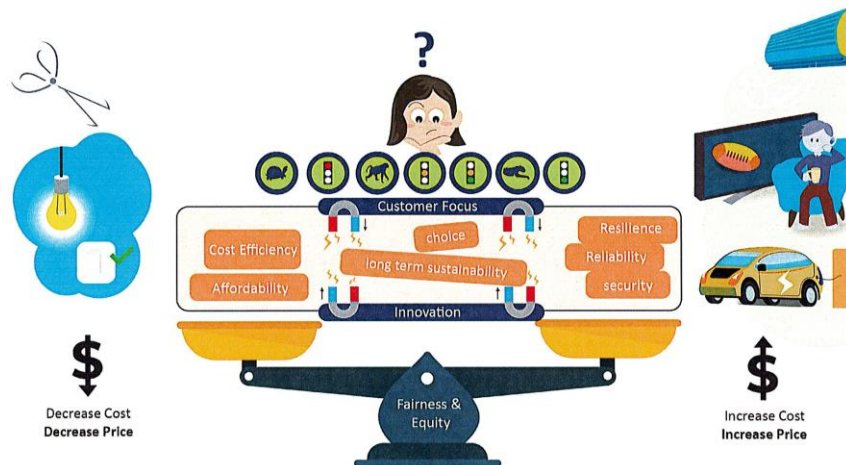 ?
Customer Focus
Cost Efficiency
Affordability
choice
long term sustainability
Resilience
Reliability
security
Innovation
Fairness &
Equity
$
Decrease Cost
Decrease Price
$
Increase Cost
Increase Price